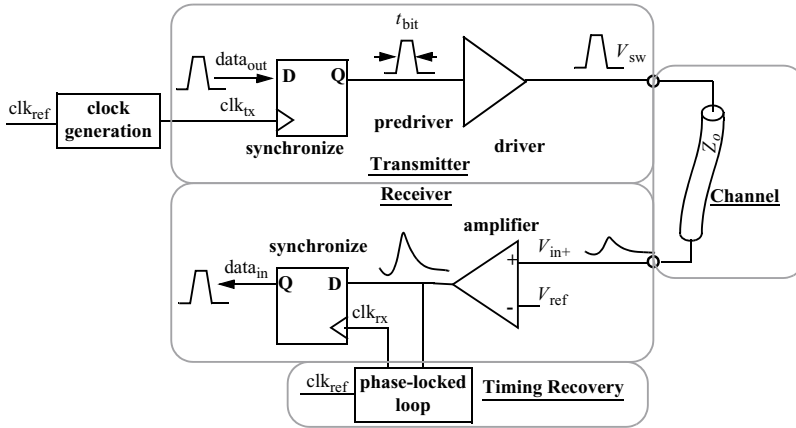 t_bit
data_out
D
Q
V_sw
clk_ref
clock
generation
clk_tx
synchronize
predriver
driver
Transmitter
Z_o
Channel
Receiver
amplifier
synchronize
data_in
Q
D
+
V_in+
clk_rx
-
V_ref
clk_ref
phase-locked
loop
Timing Recovery